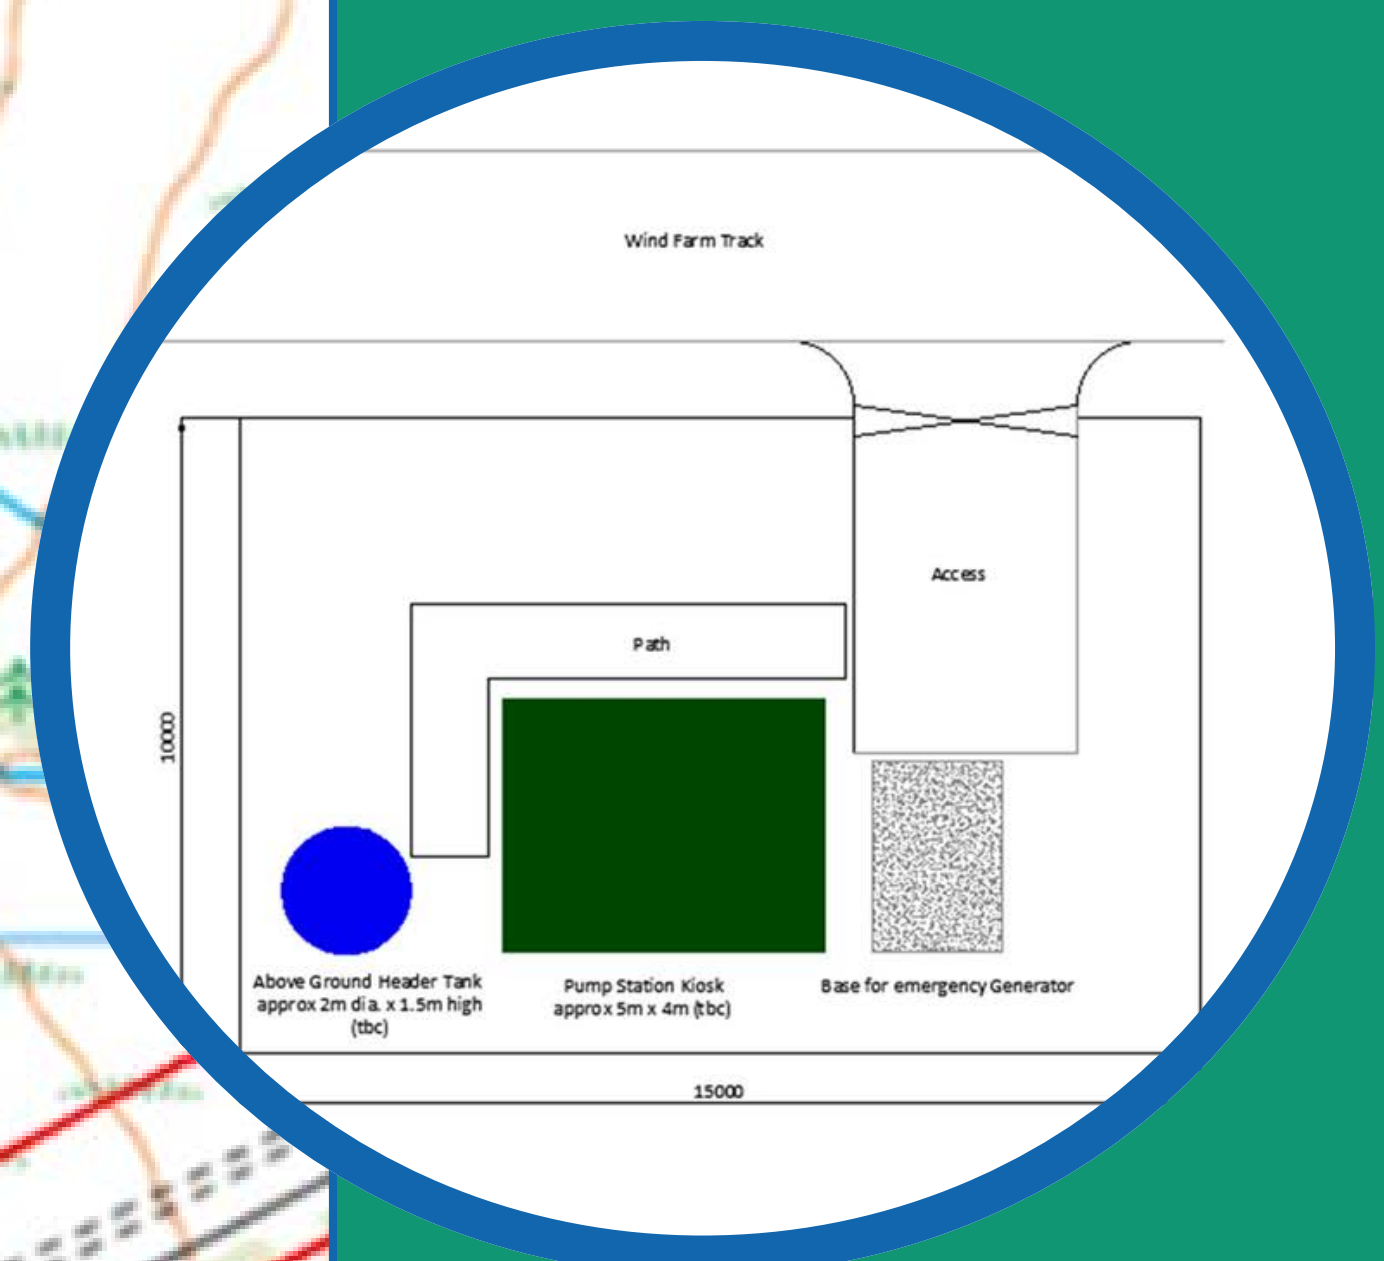 Wind Farm Track
Access
Path
10000
Above Ground Header Tank
approx 2m dia. x 1.5m high
(tbc)
Pump Station Kiosk
approx 5m x 4m (tbc)
Base for emergency Generator
15000